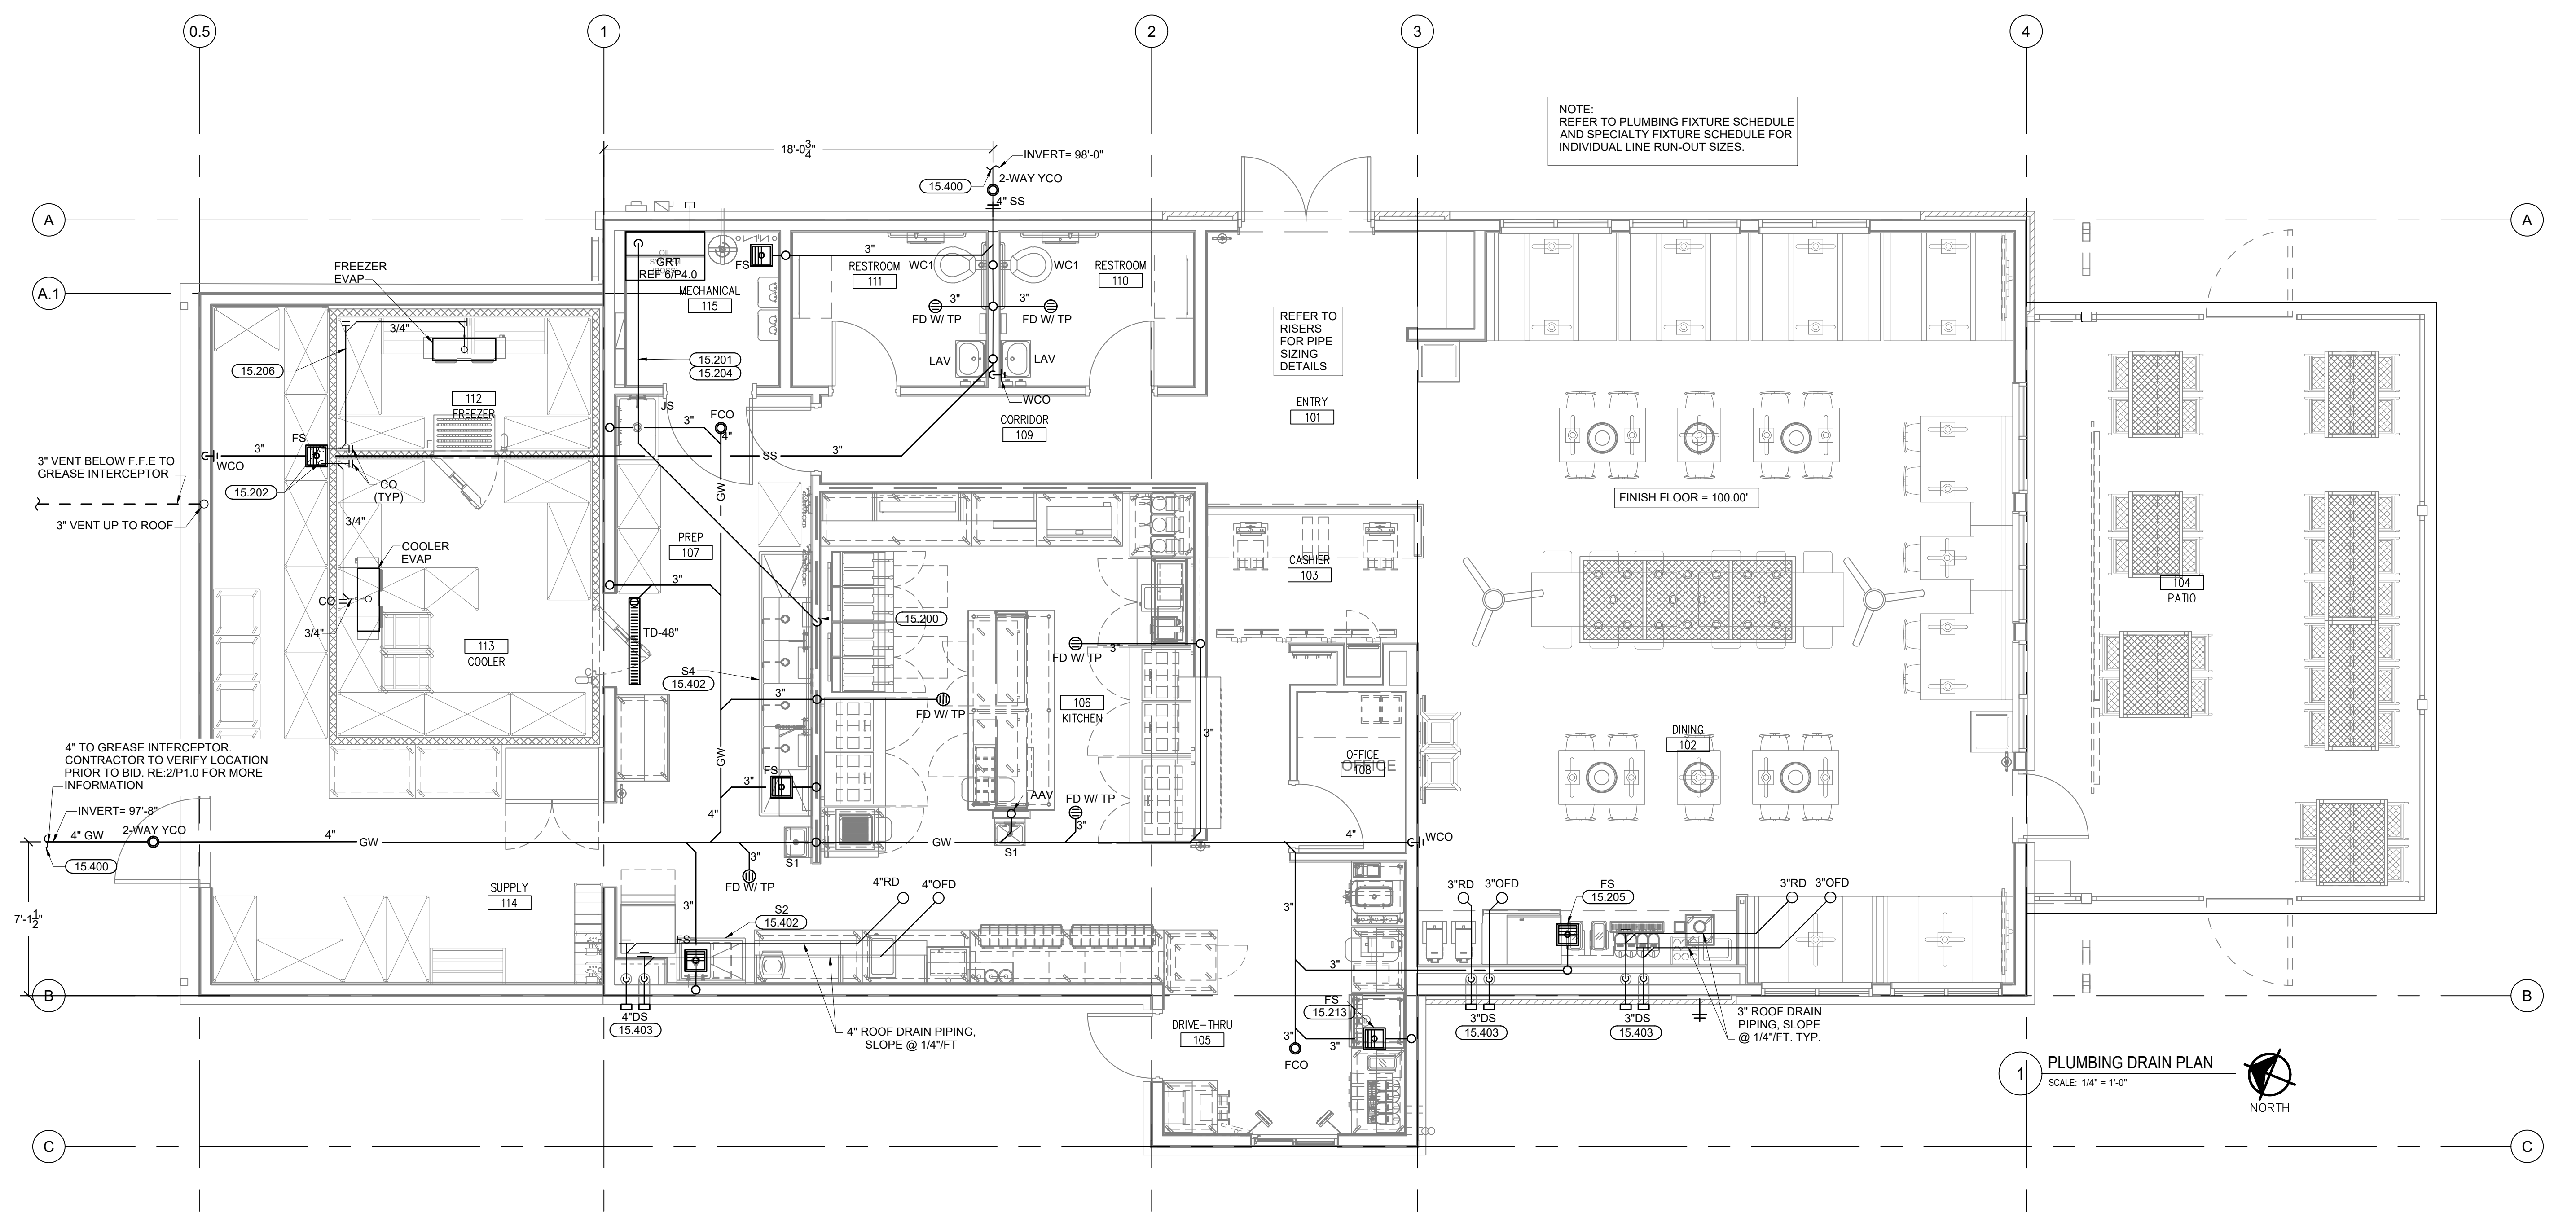 0.5
1
2
3
4
NOTE:
REFER TO PLUMBING FIXTURE SCHEDULE
AND SPECIALTY FIXTURE SCHEDULE FOR
INDIVIDUAL LINE RUN-OUT SIZES.
18'-0 3/4"
INVERT= 98'-0"
2-WAY YCO
15.400
4" SS
A
A
A.1
FREEZER
EVAP
GRT
REF 6/P4.0
FS
3"
MECHANICAL
115
RESTROOM
111
WC1
WC1
RESTROOM
110
3"
3"
FD W/ TP
FD W/ TP
LAV
LAV
REFER TO
RISERS
FOR PIPE
SIZING
DETAILS
3/4"
15.206
15.201
15.204
112
FREEZER
F
JS
FCO
4"
3"
WCO
CORRIDOR
109
ENTRY
101
FS
3"
WCO
3"
SS
3" VENT BELOW F.F.E TO
GREASE INTERCEPTOR
15.202
CO
(TYP)
GW
3" VENT UP TO ROOF
3/4"
FINISH FLOOR = 100.00'
COOLER
EVAP
PREP
107
CASHIER
103
3"
104
PATIO
CO
3/4"
TD-48"
15.200
113
COOLER
S4
15.402
FD W/ TP
3"
3"
FD W/ TP
106
KITCHEN
3"
GW
DINING
102
4" TO GREASE INTERCEPTOR.
CONTRACTOR TO VERIFY LOCATION
PRIOR TO BID. RE:2/P1.0 FOR MORE
INFORMATION
OFFICE
108
OFFICE
FS
3"
AAV
FD W/ TP
3"
4"
INVERT= 97'-8"
2-WAY YCO
4" GW
4"
GW
GW
4"
WCO
15.400
S1
S1
3"
FD W/ TP
SUPPLY
114
4"RD
4"OFD
3"RD
3"OFD
FS
15.205
3"RD
3"OFD
7'-1 1/2"
3"
S2
15.402
3"
FS
3"
B
B
FS
15.213
4"DS
15.403
4" ROOF DRAIN PIPING,
SLOPE @ 1/4"/FT
DRIVE-THRU
105
3"
3"
FCO
3"DS
15.403
3"DS
15.403
3" ROOF DRAIN
PIPING, SLOPE
@ 1/4"/FT. TYP.
1
PLUMBING DRAIN PLAN
SCALE: 1/4" = 1'-0"
NORTH
C
C